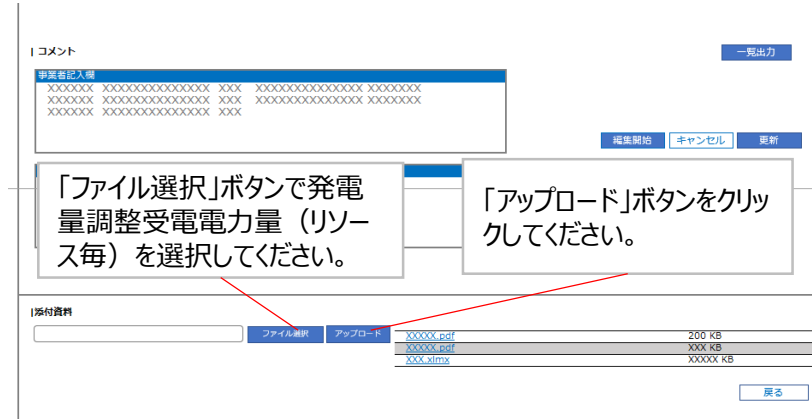 コメント
一覧出力
事業者記入欄
XXXXXX XXXXXXXXXXXXXX XXX XXXXXXXXXXXXXX XXXXXXX
XXXXXX XXXXXXXXXXXXXX XXX XXXXXXXXXXXXXX XXXXXXX
XXXXXX XXXXXXXXXXXXXX XXX
編集開始 キャンセル 更新
「ファイル選択」ボタンで発電
量調整受電電力量（リソー
ス毎）を選択してください。
「アップロード」ボタンをクリッ
クしてください。
添付資料
ファイル選択 アップロード
XXXXX.pdf 200 KB
XXXXX.pdf XXX KB
XXX.xlmx XXXXX KB
戻る